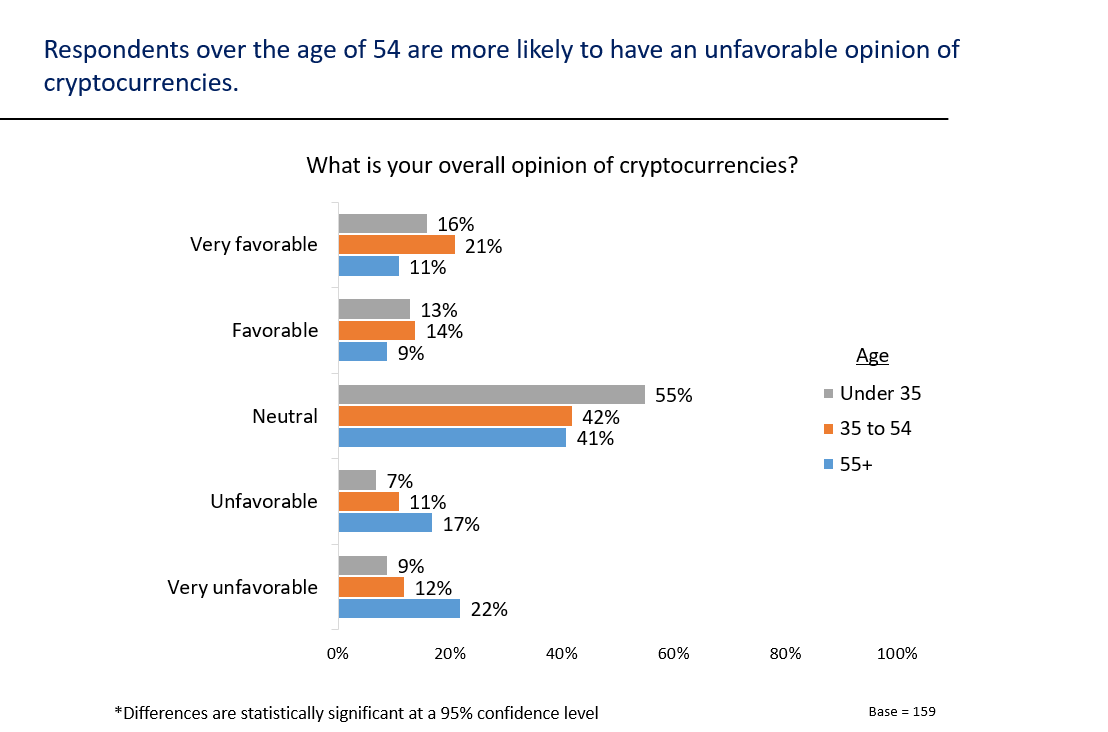 Respondents over the age of 54 are more likely to have an unfavorable opinion of
cryptocurrencies.
What is your overall opinion of cryptocurrencies?
Very favorable
16%
21%
11%
Favorable
13%
14%
9%
Neutral
55%
42%
41%
Unfavorable
7%
11%
17%
Very unfavorable
9%
12%
22%
0% 20% 40% 60% 80% 100%
Age
Under 35
35 to 54
55+
*Differences are statistically significant at a 95% confidence level
Base = 159